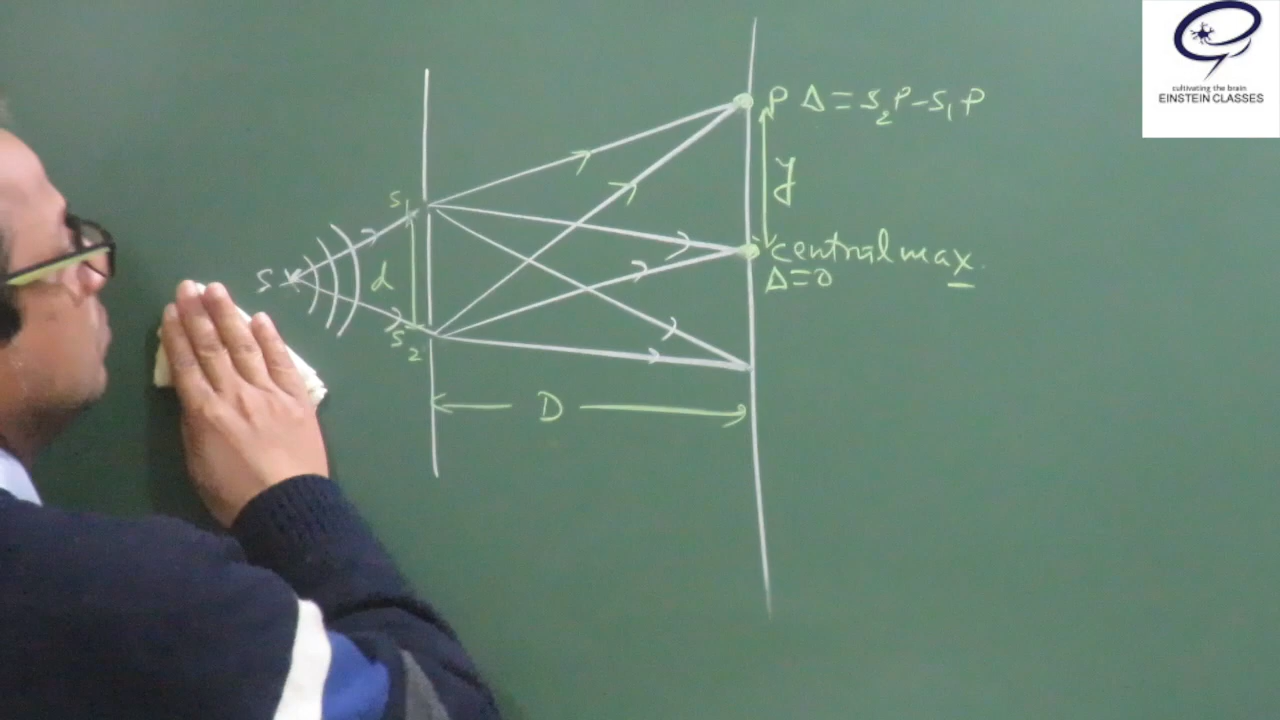 cultivating the brain
EINSTEIN CLASSES
P Δ = S₂P - S₁P
y
S₁
S
d
central max.
Δ = 0
S₂
D